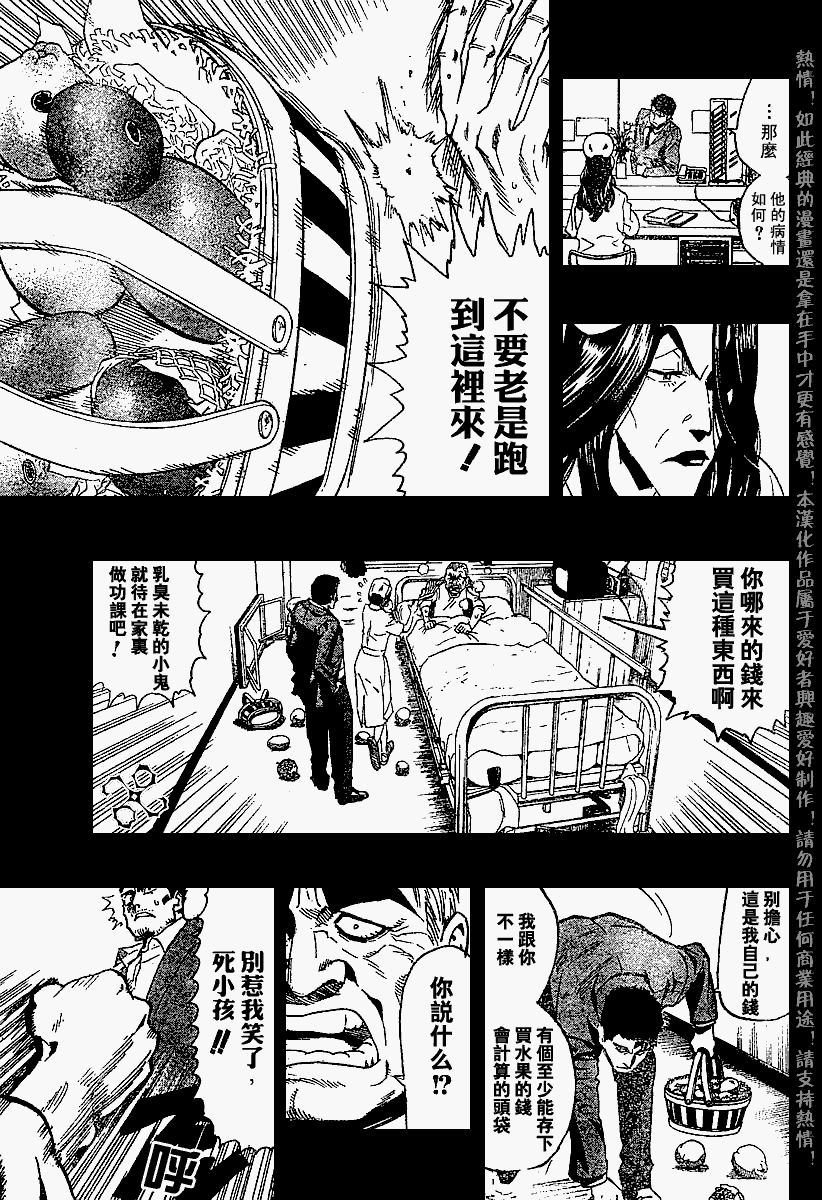 …那麼
他的病情
如何？
不要老是跑
到這裡來！
你哪來的錢來
買這種東西啊
乳臭未乾的小鬼
就待在家裏
做功課吧！
別擔心，
這是我自己的錢
我跟你
不一樣
有個至少能存下
買水果的錢
會計算的頭袋
你説什么!?
別惹我笑了，
死小孩!!
呼
熱情！如此經典的漫畫還是拿在手中才更有感覺！本漢化作品屬于愛好者興趣愛好制作！請勿用于任何商業用途！請支持熱情！